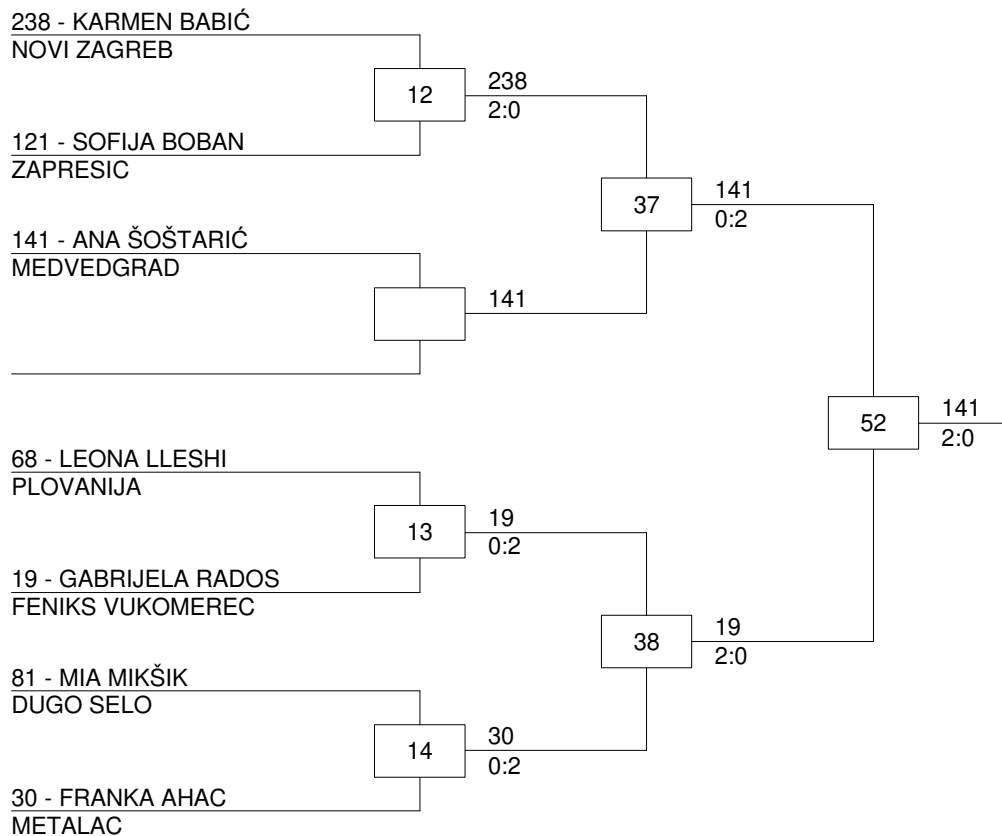 238 - KARMEN BABIĆ
NOVI ZAGREB
12
238
2:0
121 - SOFIJA BOBAN
ZAPRESIC
37
141
0:2
141 - ANA ŠOŠTARIĆ
MEDVEDGRAD
141
52
141
2:0
68 - LEONA LLESHI
PLOVANIJA
13
19
0:2
19 - GABRIJELA RADOS
FENIKS VUKOMEREC
38
19
2:0
81 - MIA MIKŠIK
DUGO SELO
14
30
0:2
30 - FRANKA AHAC
METALAC